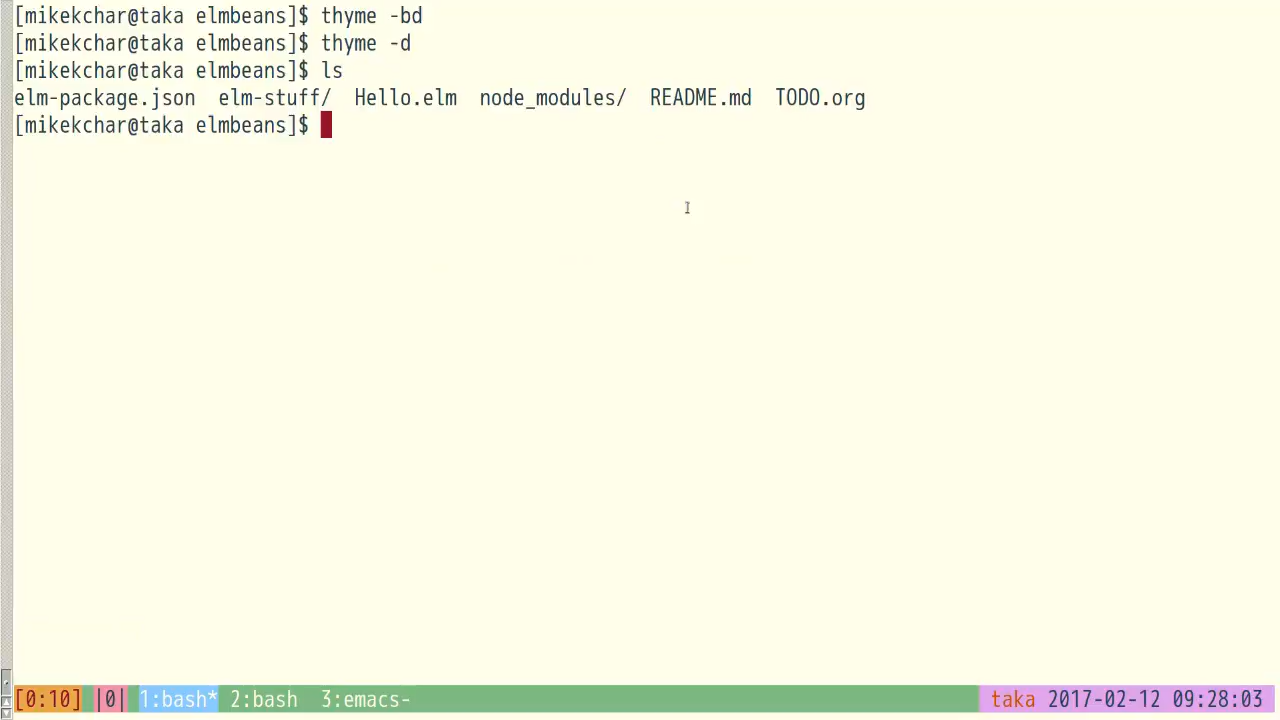 [mikekchar@taka elmbeans]$ thyme -bd
[mikekchar@taka elmbeans]$ thyme -d
[mikekchar@taka elmbeans]$ ls
elm-package.json  elm-stuff/  Hello.elm  node_modules/  README.md  TODO.org
[mikekchar@taka elmbeans]$
[0:10] |0| 1:bash* 2:bash  3:emacs- taka 2017-02-12 09:28:03